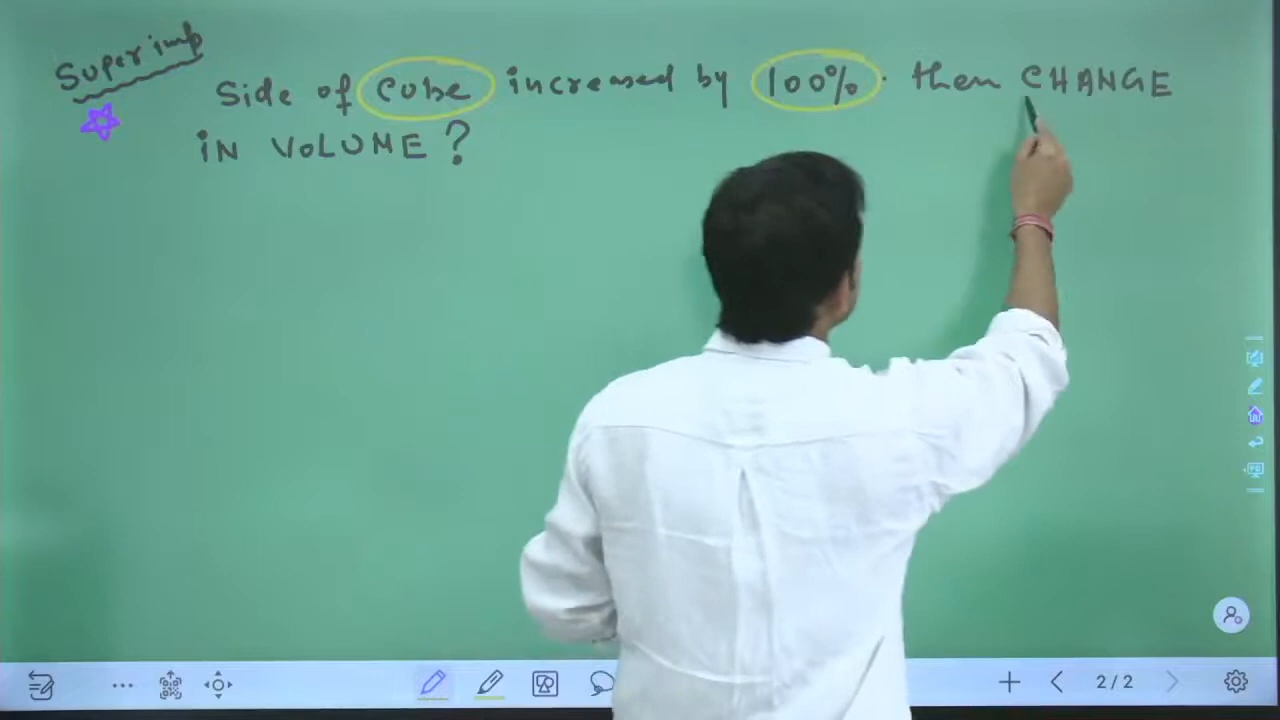 Super imp
Side of cube increased by 100%. then CHANGE
IN VOLUME?
2/2